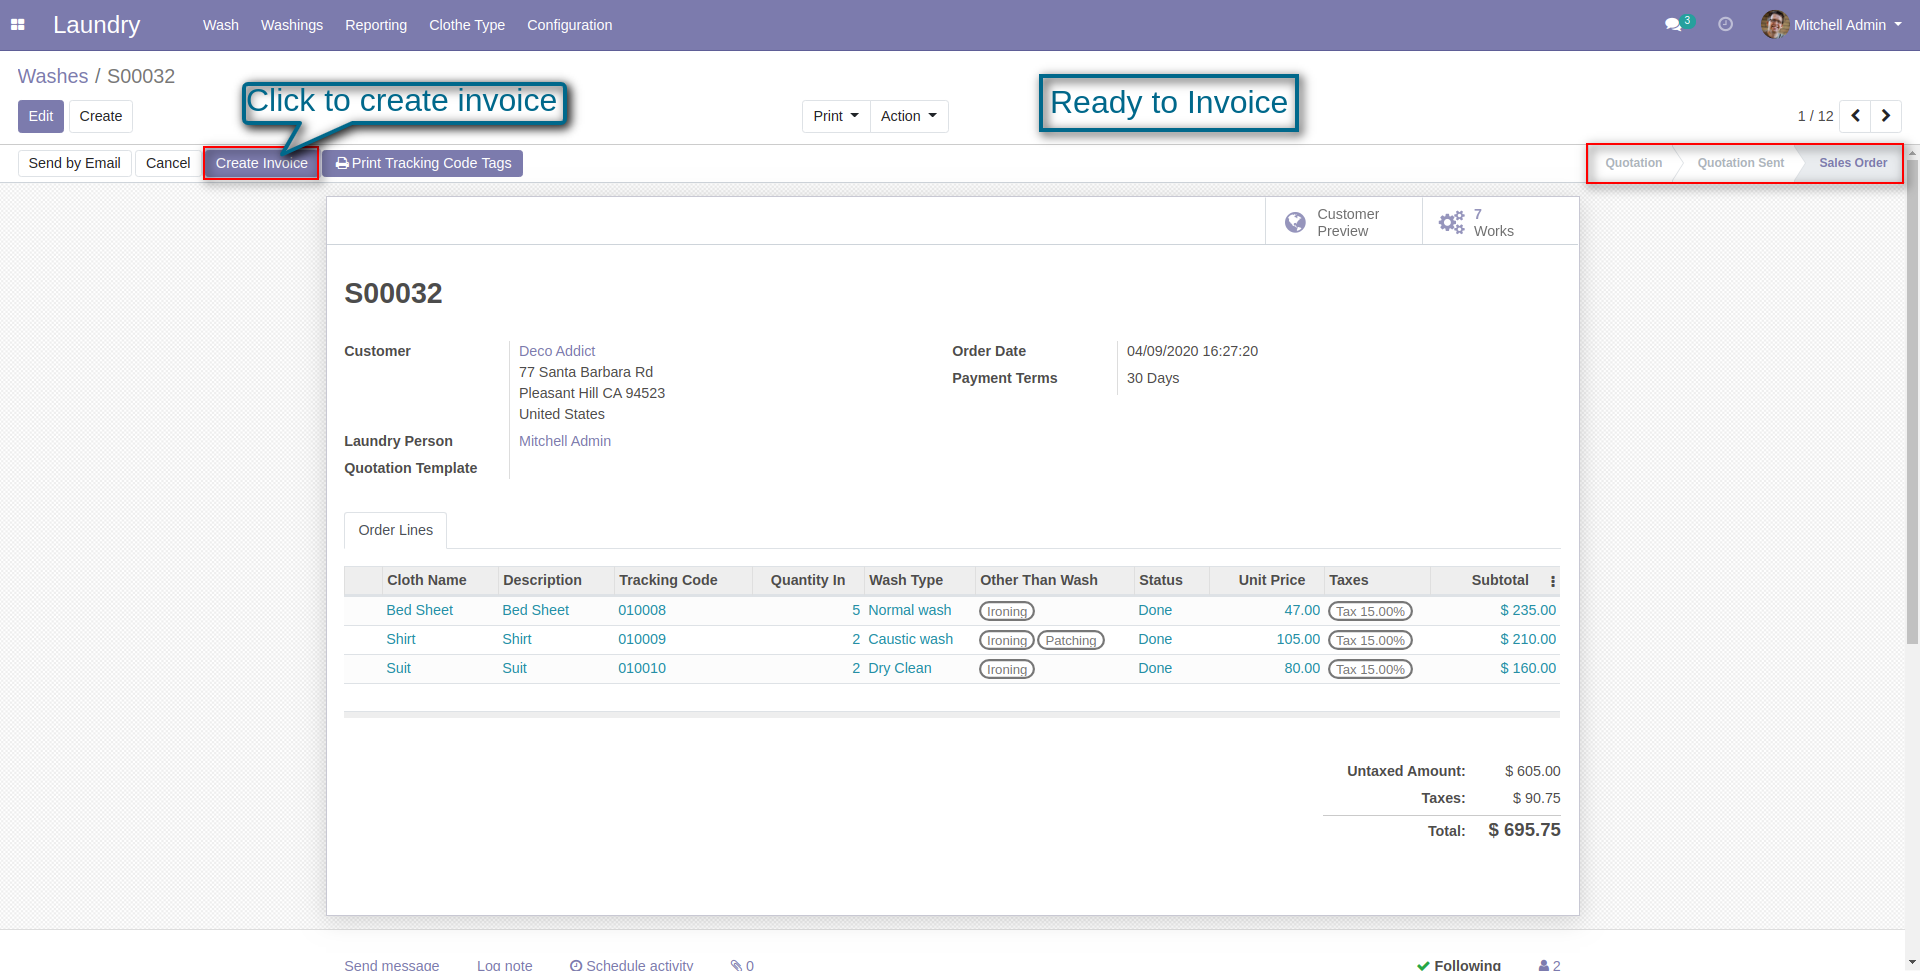 Laundry Wash Washings Reporting Clothe Type Configuration 3 Mitchell Admin
Washes / S00032
Click to create invoice
Ready to Invoice
Edit Create Print Action 1 / 12
Send by Email Cancel Create Invoice Print Tracking Code Tags Quotation Quotation Sent Sales Order
Customer Preview
7 Works
S00032
Customer Deco Addict
77 Santa Barbara Rd
Pleasant Hill CA 94523
United States
Laundry Person Mitchell Admin
Quotation Template
Order Date 04/09/2020 16:27:20
Payment Terms 30 Days
Order Lines
Cloth Name Description Tracking Code Quantity In Wash Type Other Than Wash Status Unit Price Taxes Subtotal
Bed Sheet Bed Sheet 010008 5 Normal wash Ironing Done 47.00 Tax 15.00% $ 235.00
Shirt Shirt 010009 2 Caustic wash Ironing Patching Done 105.00 Tax 15.00% $ 210.00
Suit Suit 010010 2 Dry Clean Ironing Done 80.00 Tax 15.00% $ 160.00
Untaxed Amount: $ 605.00
Taxes: $ 90.75
Total: $ 695.75
Send message Log note Schedule activity 0 Following 2